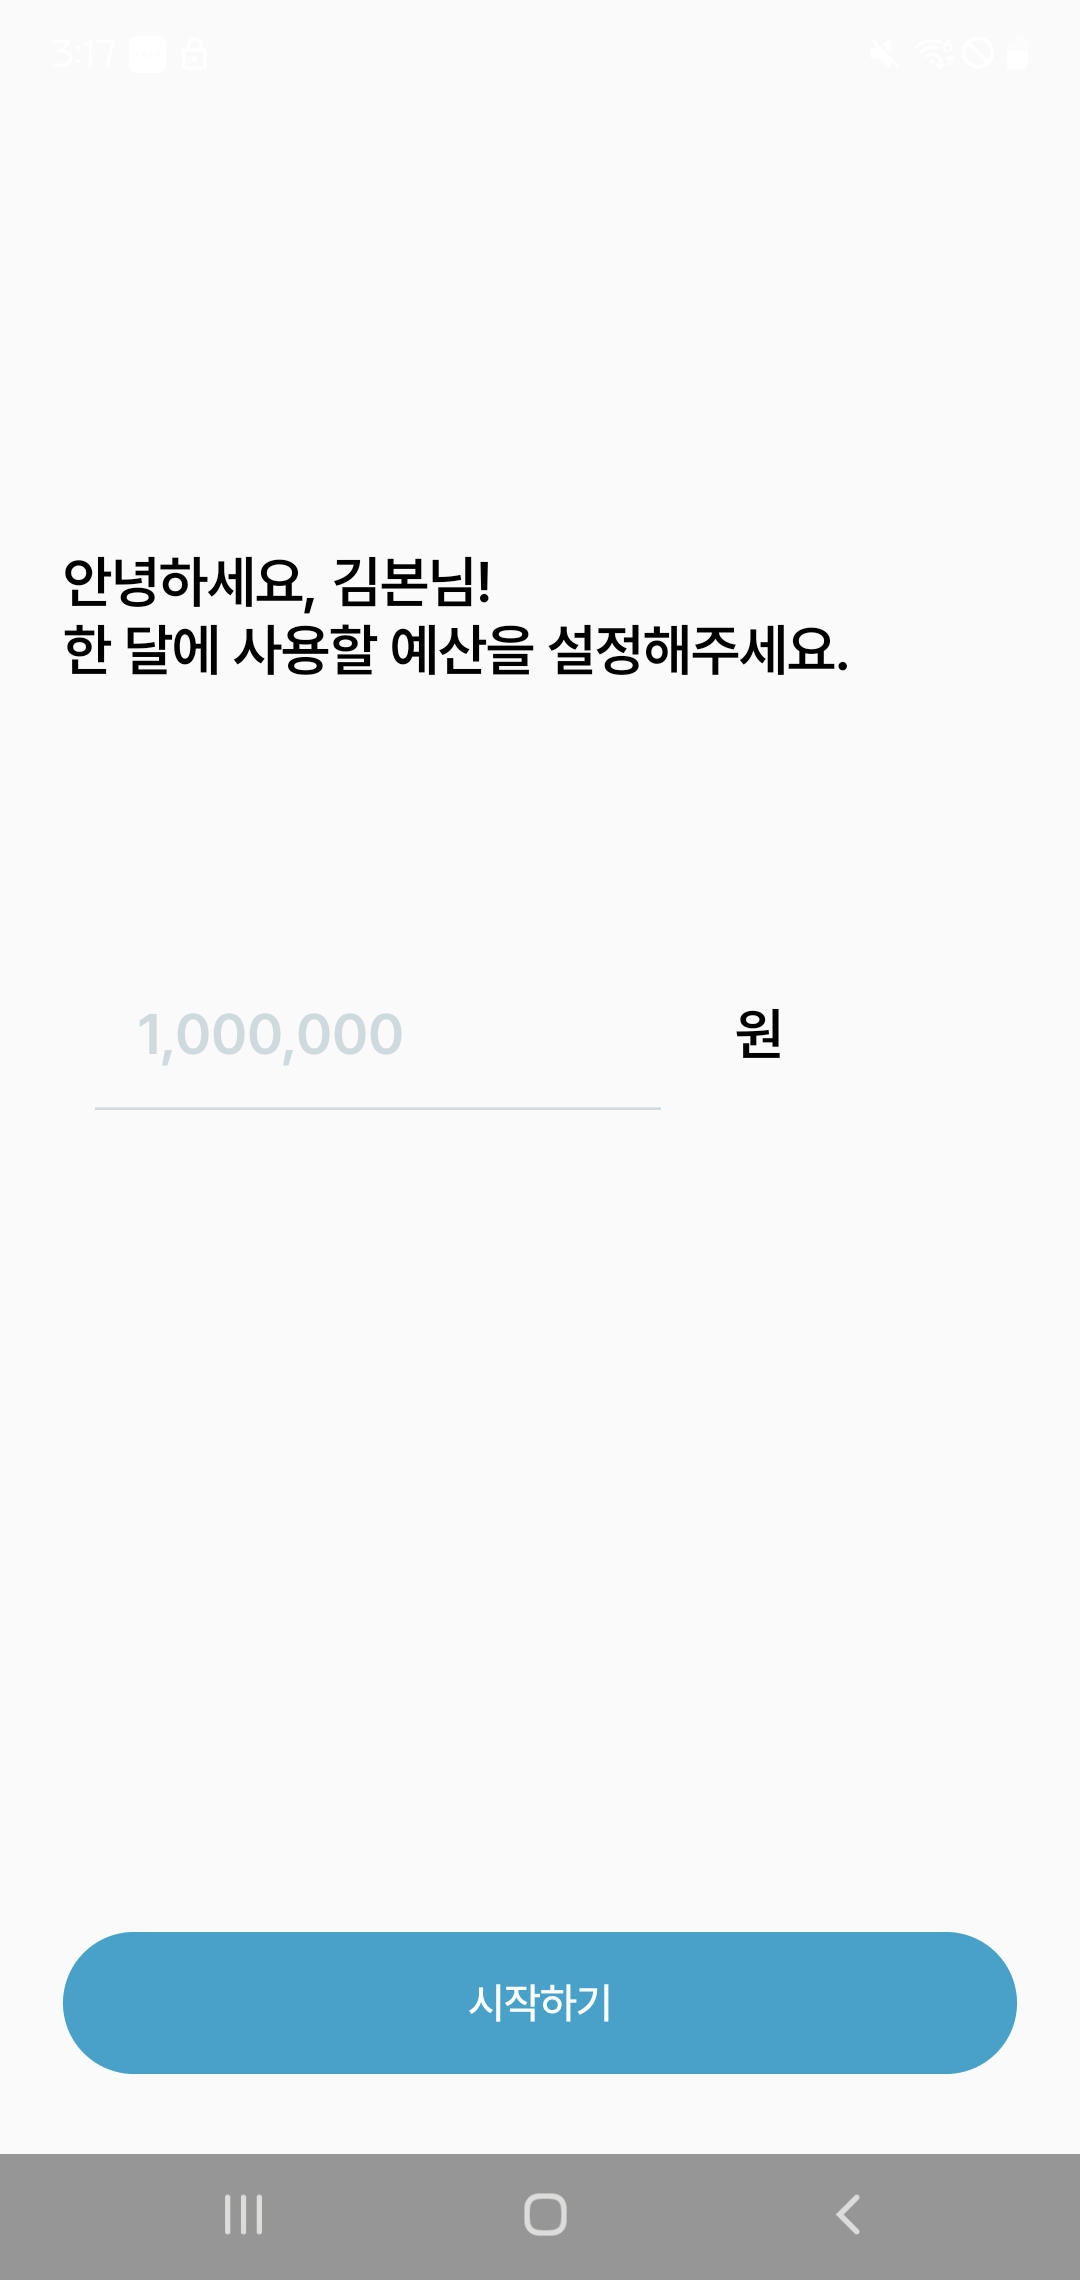 3:17
안녕하세요, 김본님!
한 달에 사용할 예산을 설정해주세요.
1,000,000 원
시작하기